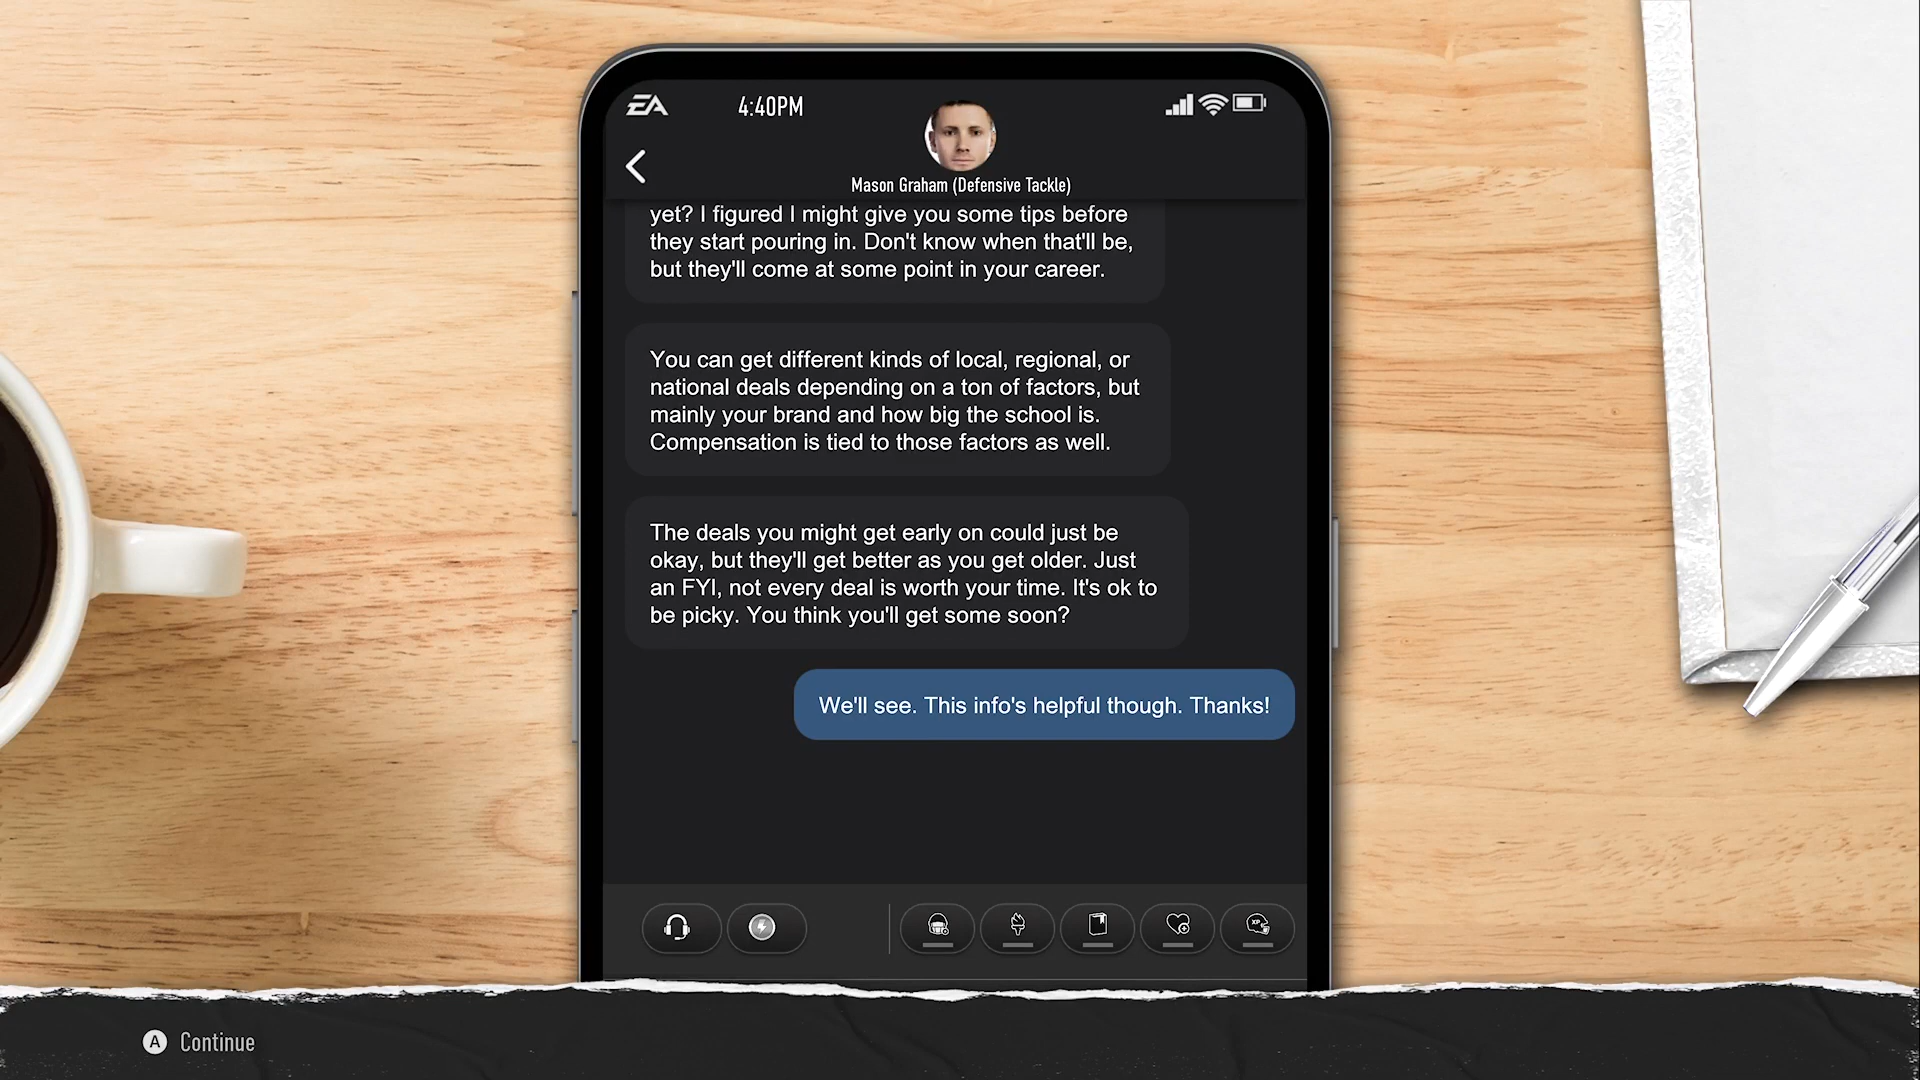 EA
4:40PM
Mason Graham (Defensive Tackle)
yet? I figured I might give you some tips before
they start pouring in. Don't know when that'll be,
but they'll come at some point in your career.
You can get different kinds of local, regional, or
national deals depending on a ton of factors, but
mainly your brand and how big the school is.
Compensation is tied to those factors as well.
The deals you might get early on could just be
okay, but they'll get better as you get older. Just
an FYI, not every deal is worth your time. It's ok to
be picky. You think you'll get some soon?
We'll see. This info's helpful though. Thanks!
XP
A Continue